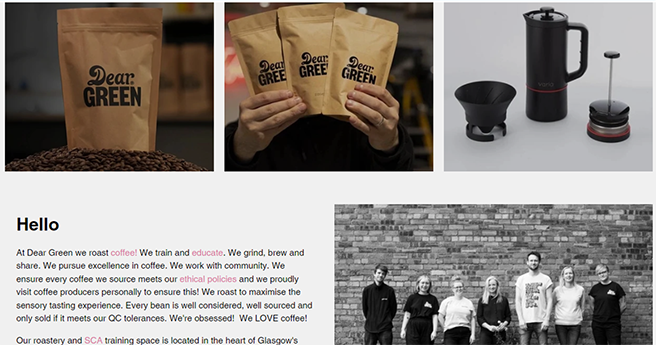 Dear.
GREEN
Dear.
GREEN
Dear.
GREEN
Dear.
GREEN
Hello
At Dear Green we roast coffee! We train and educate. We grind, brew and
share. We pursue excellence in coffee. We work with community. We
ensure every coffee we source meets our ethical policies and we proudly
visit coffee producers personally to ensure this! We roast to maximise the
sensory tasting experience. Every bean is well considered, well sourced and
only sold if it meets our QC tolerances. We're obsessed!  We LOVE coffee!
Our roastery and SCA training space is located in the heart of Glasgow's